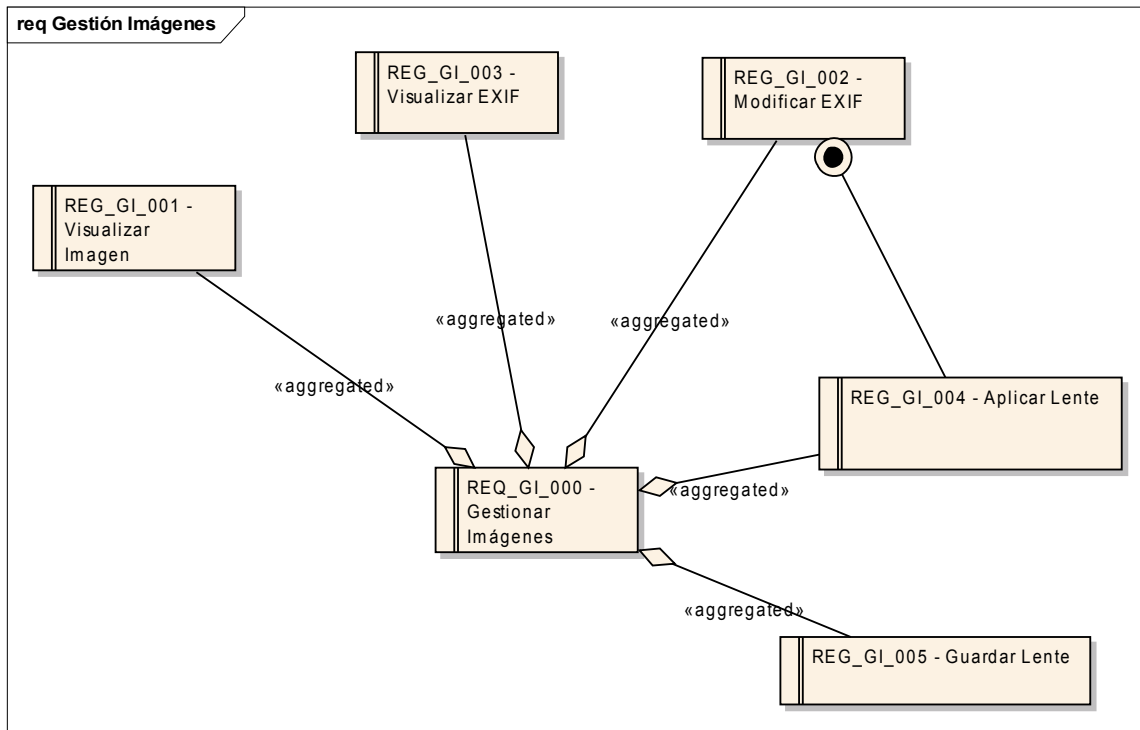 req Gestión Imágenes
REG_GI_003 -
Visualizar EXIF
REG_GI_002 -
Modificar EXIF
REG_GI_001 -
Visualizar
Imagen
«aggregated»
«aggregated»
«aggregated»
REG_GI_004 - Aplicar Lente
REQ_GI_000 -
Gestionar
Imágenes
«aggregated»
«aggregated»
REG_GI_005 - Guardar Lente